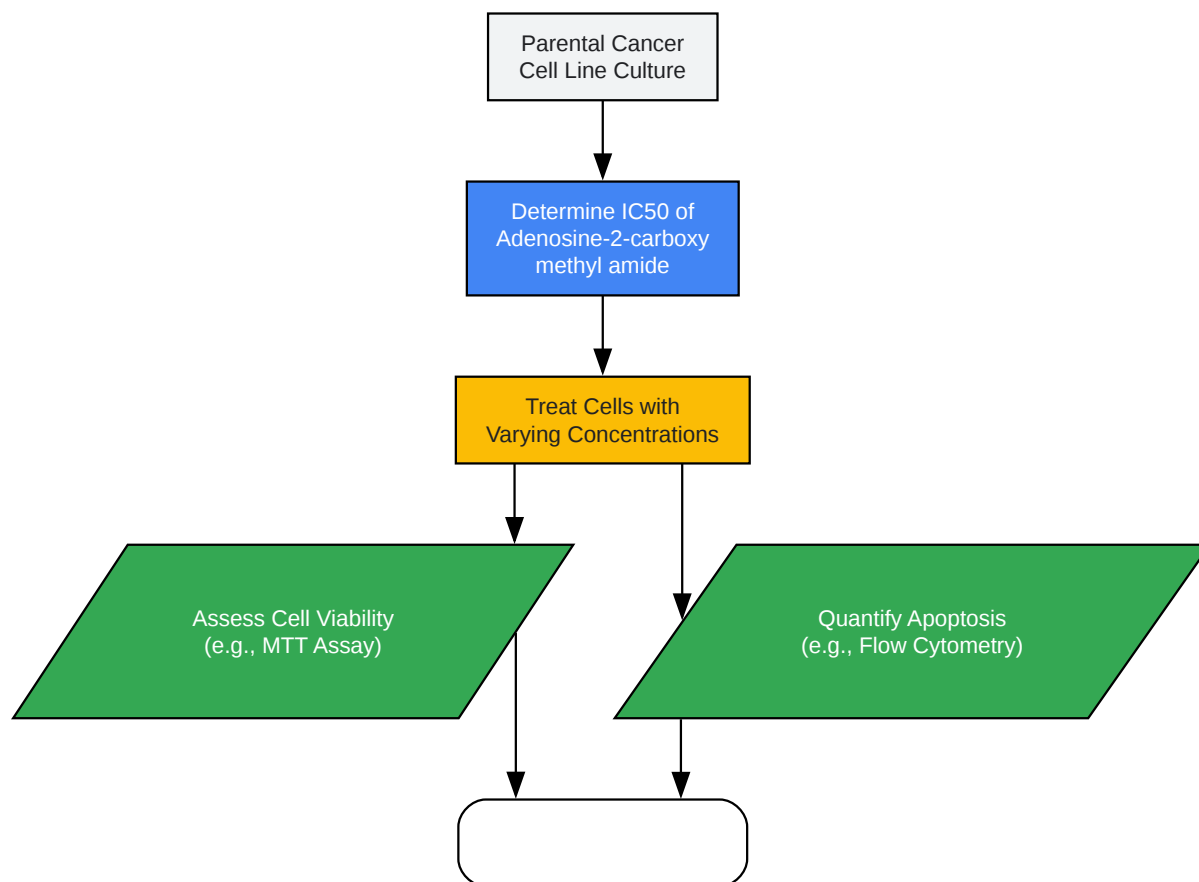 Parental Cancer
Cell Line Culture
Determine IC50 of
Adenosine-2-carboxy
methyl amide
Treat Cells with
Varying Concentrations
Assess Cell Viability
(e.g., MTT Assay)
Quantify Apoptosis
(e.g., Flow Cytometry)